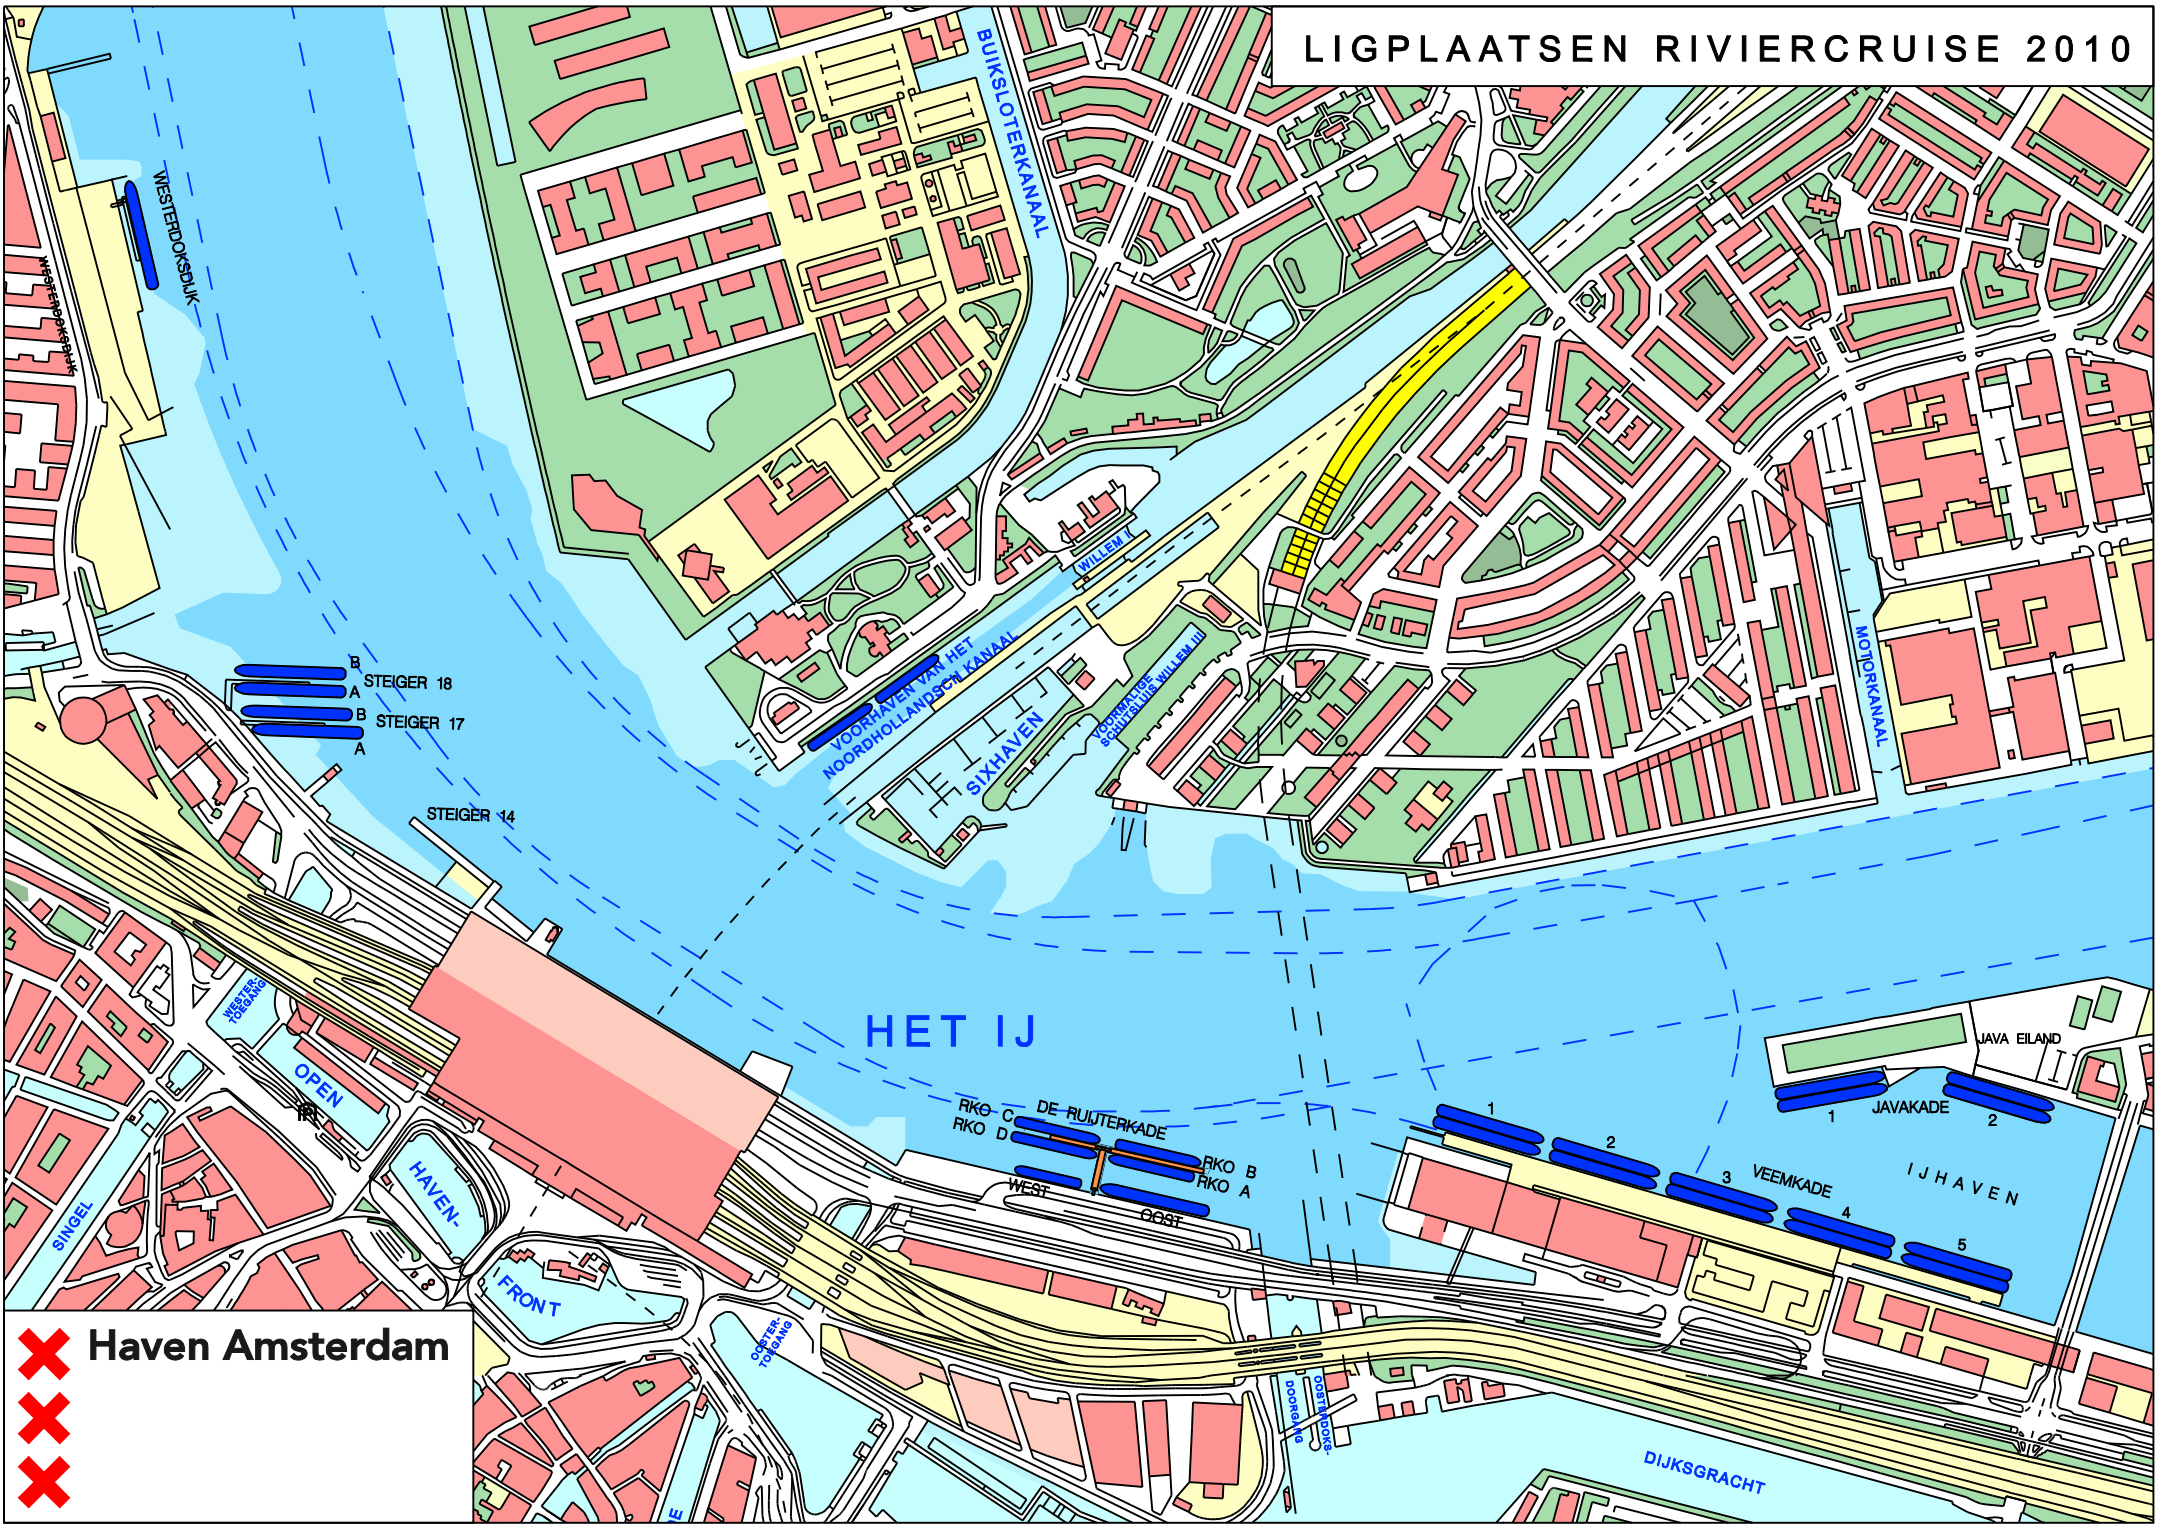 LIGPLAATSEN RIVIERCRUISE 2010
BUIKSLOTERKANAAL
WESTERDOKSDIJK
WESTERDOKSDIJK
WILLEM I
VOORHAVEN VAN HET
NOORDHOLLANDSCH KANAAL
SIXHAVEN
VOORMALIGE
SCHUTSLUIS WILLEM III
MOTORKANAAL
B
STEIGER 18
A
B
STEIGER 17
A
STEIGER 14
HET IJ
WESTER-
TOEGANG
OPEN
HAVEN-
FRONT
SINGEL
OOSTER-
TOEGANG
RKO C
RKO D
DE RUIJTERKADE
RKO B
RKO A
WEST
OOST
JAVA EILAND
1
JAVAKADE
2
1
2
3
VEEMKADE
4
5
IJHAVEN
OOSTERDOKS-
DOORGANG
DIJKSGRACHT
Haven Amsterdam